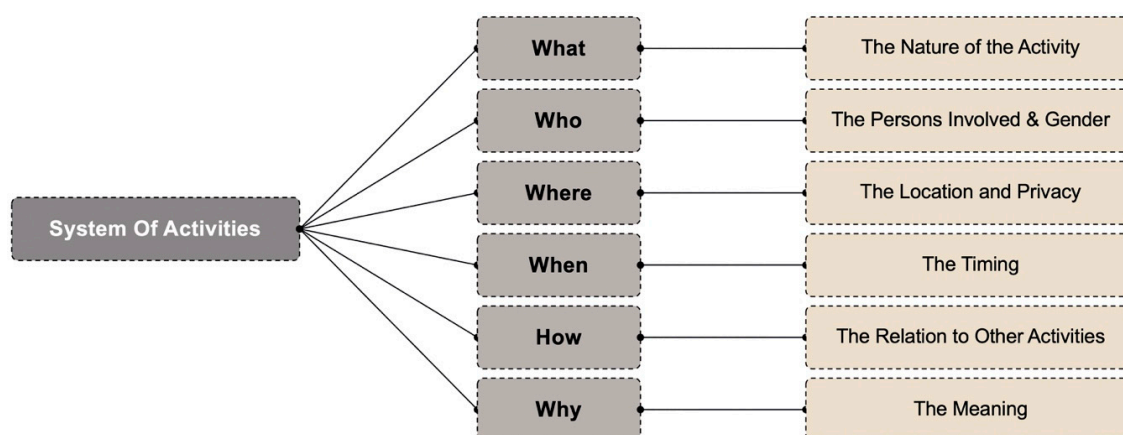 What
The Nature of the Activity
Who
The Persons Involved & Gender
Where
The Location and Privacy
System Of Activities
When
The Timing
How
The Relation to Other Activities
Why
The Meaning